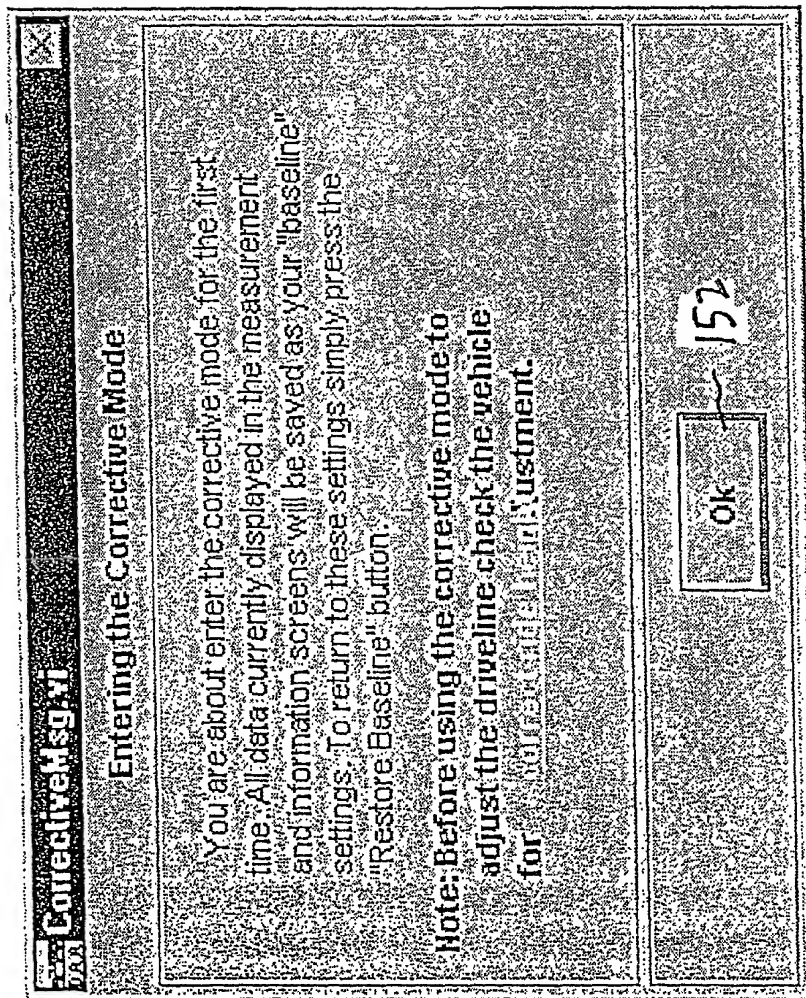 CorrectiveMsg.vi
Entering the Corrective Mode
You are about enter the corrective mode for the first
time. All data currently displayed in the measurement
and information screens will be saved as your "baseline"
settings. To return to these settings simply press the
"Restore Baseline" button.
Note: Before using the corrective mode to
adjust the driveline check the vehicle
for
Ok
152